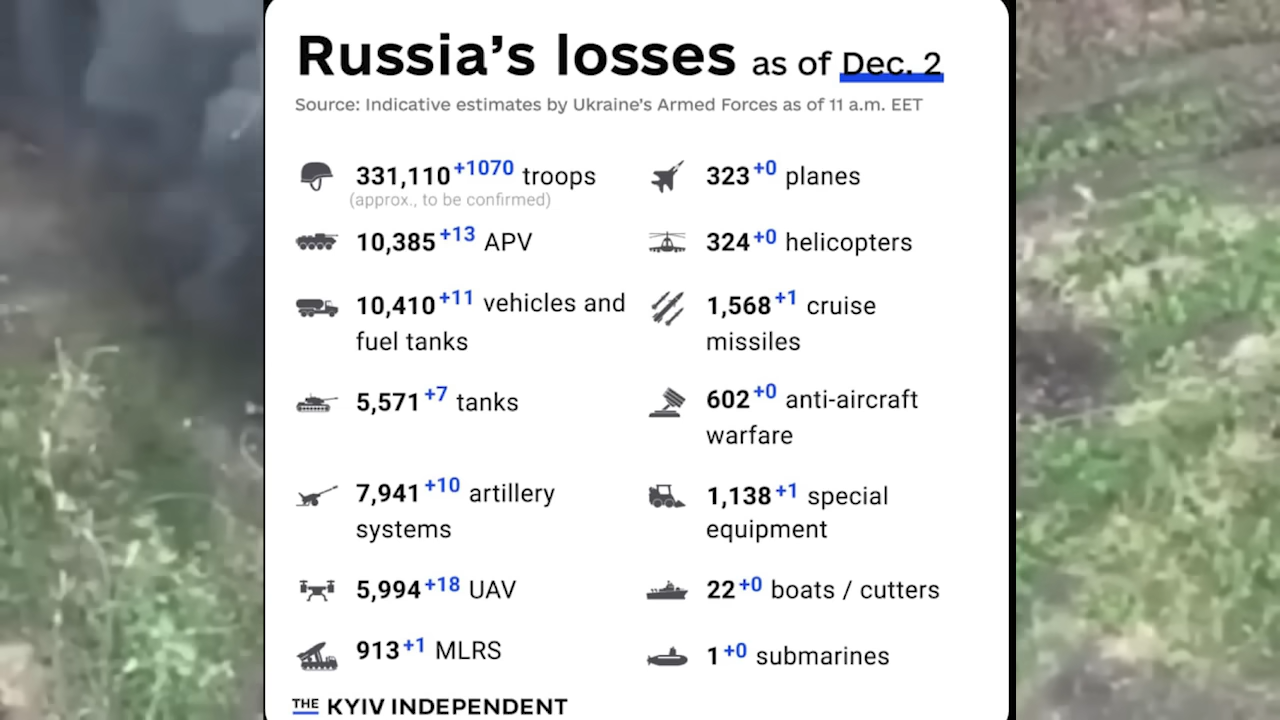 Russia's losses as of Dec. 2
Source: Indicative estimates by Ukraine's Armed Forces as of 11 a.m. EET
331,110 +1070 troops
(approx., to be confirmed)
10,385 +13 APV
10,410 +11 vehicles and
fuel tanks
5,571 +7 tanks
7,941 +10 artillery
systems
5,994 +18 UAV
913 +1 MLRS
323 +0 planes
324 +0 helicopters
1,568 +1 cruise
missiles
602 +0 anti-aircraft
warfare
1,138 +1 special
equipment
22 +0 boats / cutters
1 +0 submarines
THE KYIV INDEPENDENT